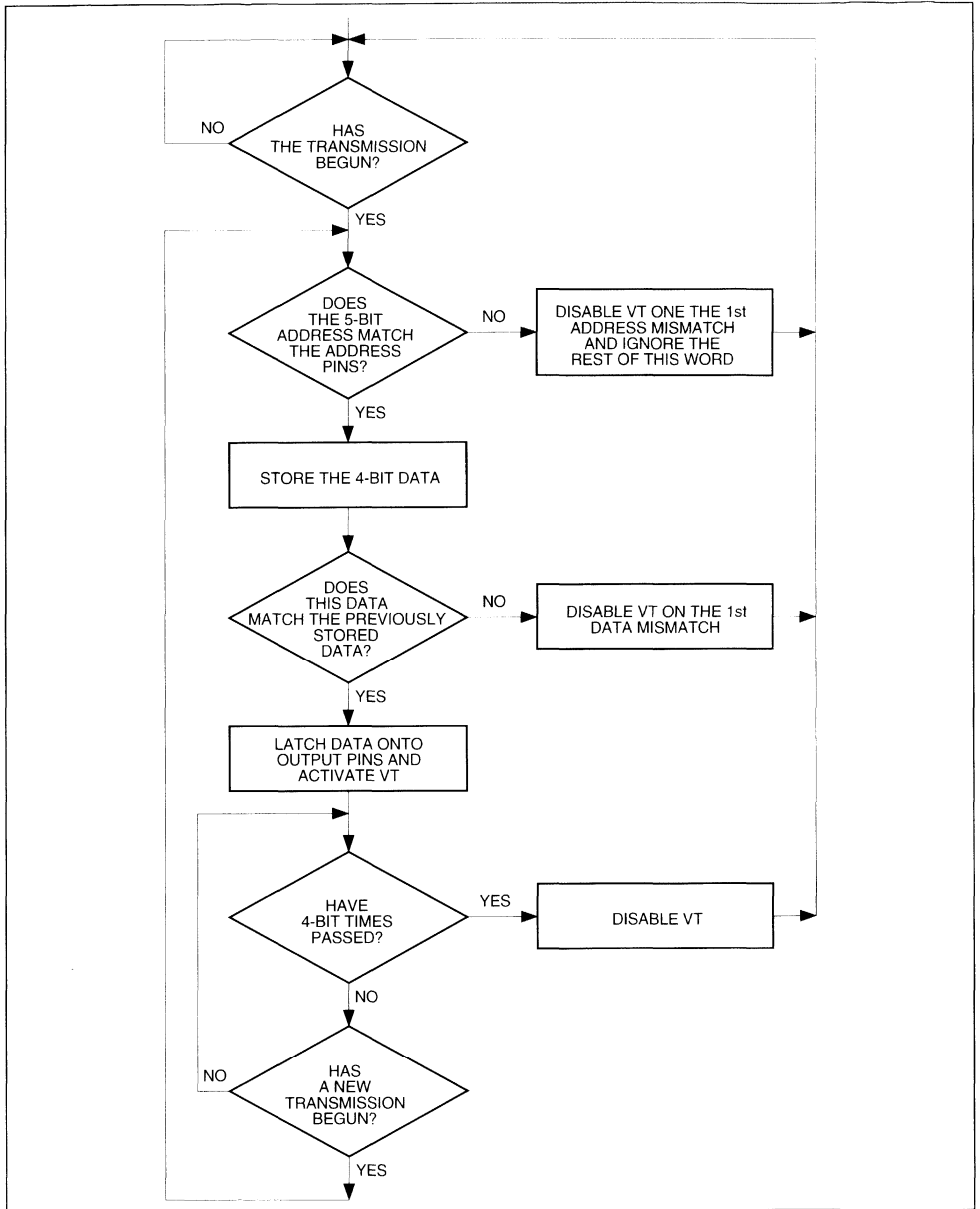 NO
HAS
THE TRANSMISSION
BEGUN?
YES
DOES
THE 5-BIT
ADDRESS MATCH
THE ADDRESS
PINS?
NO
DISABLE VT ONE THE 1st
ADDRESS MISMATCH
AND IGNORE THE
REST OF THIS WORD
YES
STORE THE 4-BIT DATA
DOES
THIS DATA
MATCH THE PREVIOUSLY
STORED
DATA?
NO
DISABLE VT ON THE 1st
DATA MISMATCH
YES
LATCH DATA ONTO
OUTPUT PINS AND
ACTIVATE VT
HAVE
4-BIT TIMES
PASSED?
YES
DISABLE VT
NO
NO
HAS
A NEW
TRANSMISSION
BEGUN?
YES